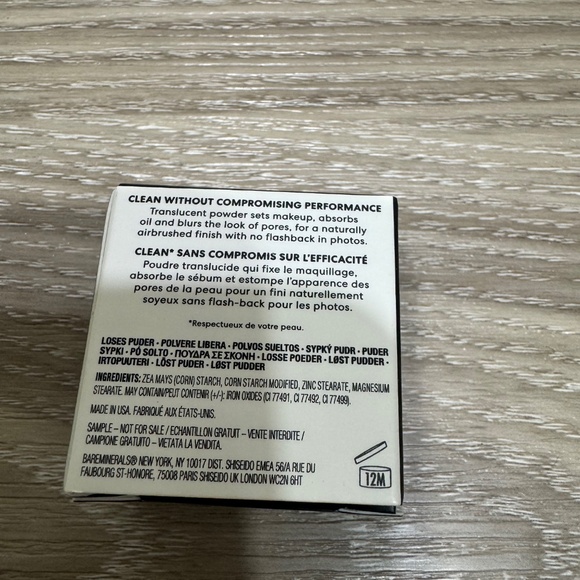 CLEAN WITHOUT COMPROMISING PERFORMANCE
Translucent powder sets makeup, absorbs
oil and blurs the look of pores, for a naturally
airbrushed finish with no flashback in photos.
CLEAN* SANS COMPROMIS SUR L'EFFICACITÉ
Poudre translucide qui fixe le maquillage,
absorbe le sébum et estompe l'apparence des
pores de la peau pour un fini naturellement
soyeux sans flash-back pour les photos.
*Respectueux de votre peau.
LOSES PUDER • POLVERE LIBERA • POLVOS SUELTOS • SYPKÝ PUDR • PUDER
SYPKI • PÓ SOLTO • ΠΟΥΔΡΑ ΣΕ ΣΚΟΝΗ • LOSSE POEDER • LØST PUDDER •
IRTOPUUTERI • LÖST PUDER • LØST PUDDER
INGREDIENTS: ZEA MAYS (CORN) STARCH, CORN STARCH MODIFIED, ZINC STEARATE, MAGNESIUM
STEARATE. MAY CONTAIN/PEUT CONTENIR (+/-): IRON OXIDES (CI 77491, CI 77492, CI 77499).
MADE IN USA. FABRIQUÉ AUX ÉTATS-UNIS.
SAMPLE – NOT FOR SALE / ECHANTILLON GRATUIT – VENTE INTERDITE /
CAMPIONE GRATUITO – VIETATA LA VENDITA.
BAREMINERALS® NEW YORK, NY 10017 DIST. SHISEIDO EMEA 56/A RUE DU
FAUBOURG ST-HONORE, 75008 PARIS SHISEIDO UK LONDON WC2N 6HT
12M